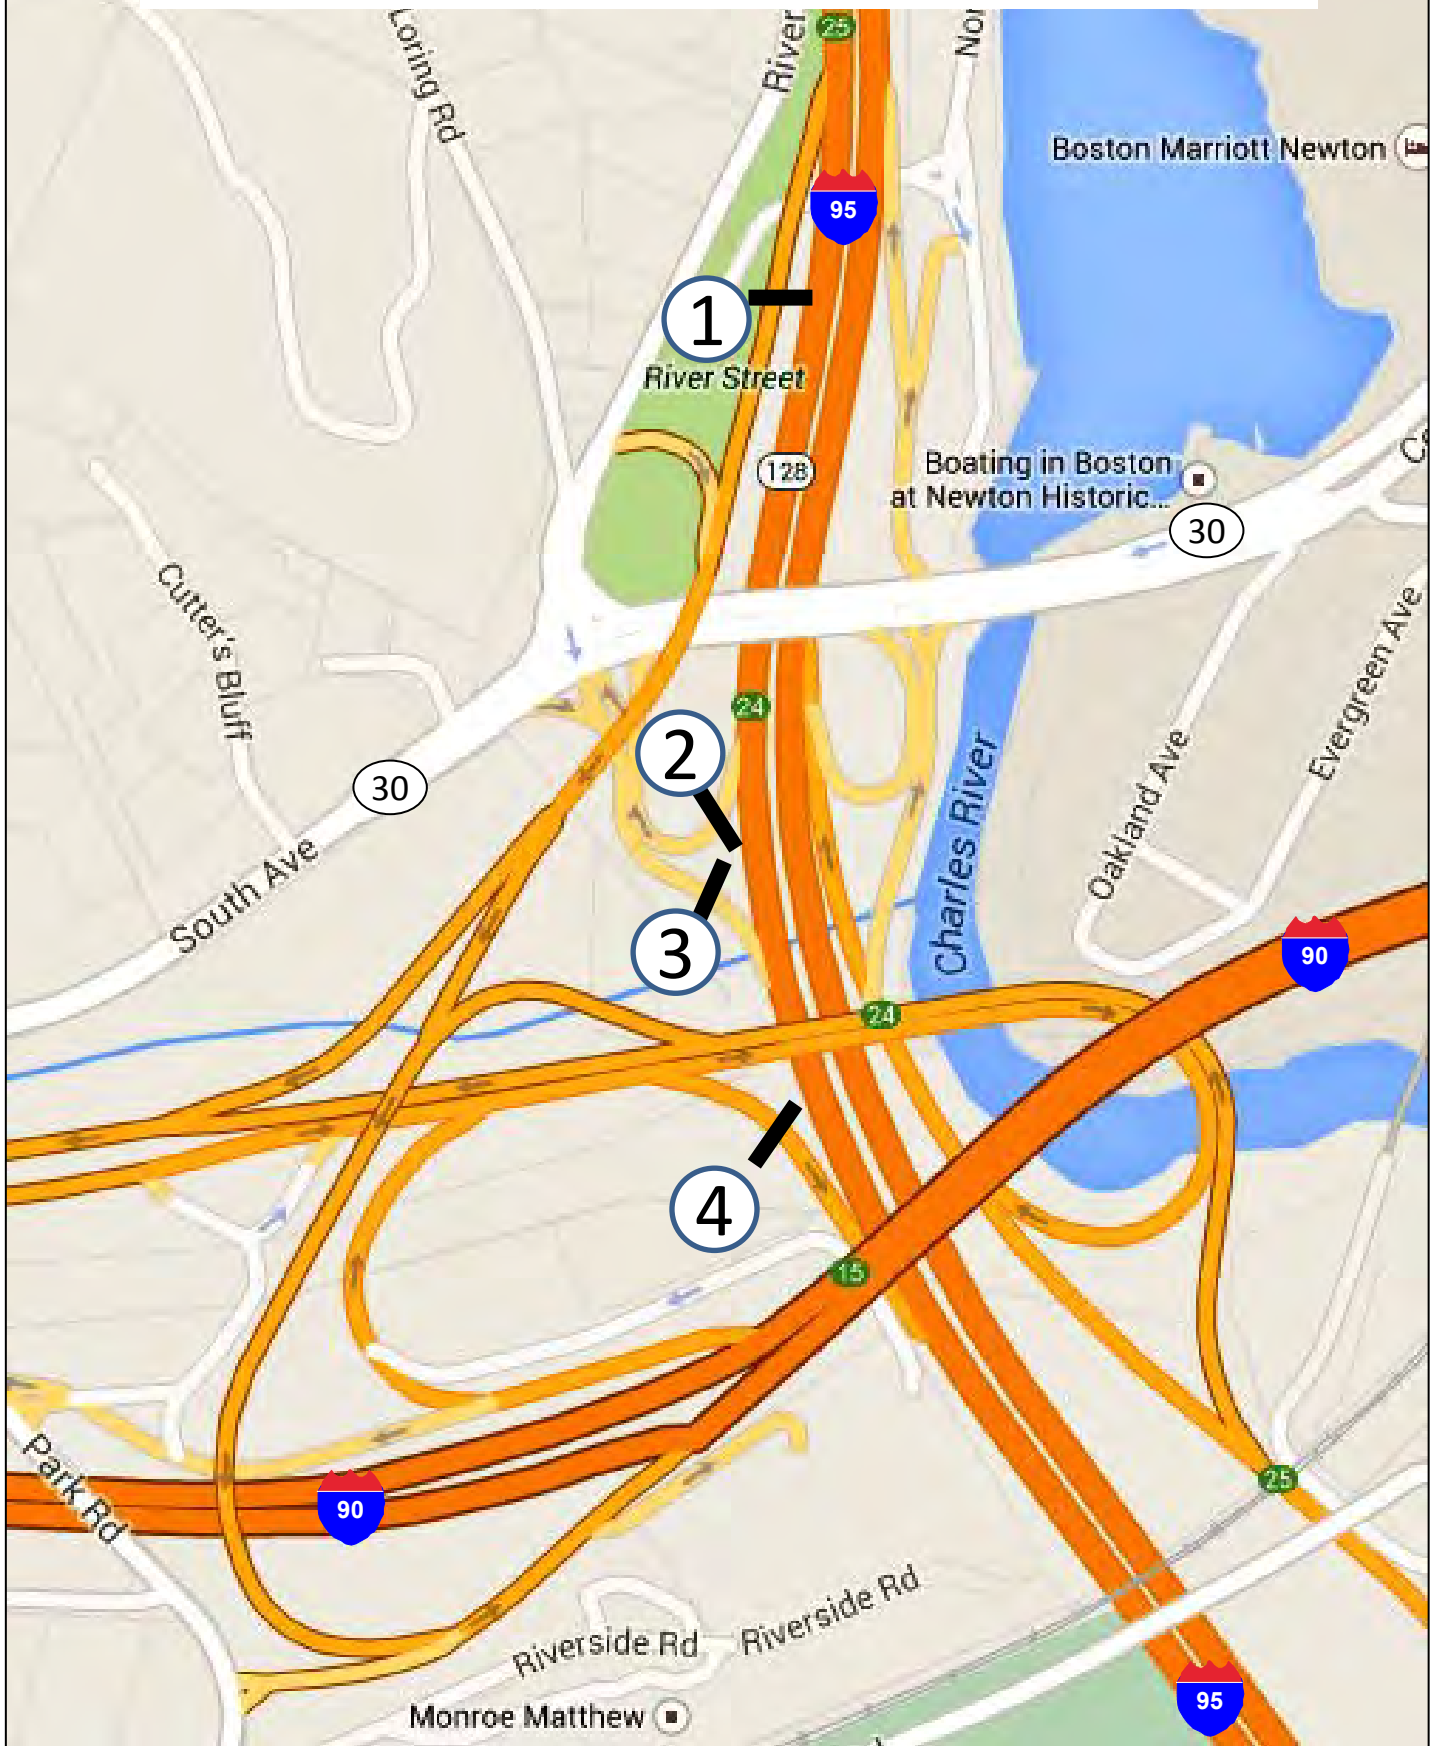 25
River
Nor
Loring Rd
Boston Marriott Newton
95
1
River Street
128
Boating in Boston
at Newton Historic...
30
Cutter's Bluff
Evergreen Ave
24
2
30
Oakland Ave
South Ave
Charles River
3
90
24
4
15
Park Rd
90
25
Riverside Rd
Riverside Rd
95
Monroe Matthew